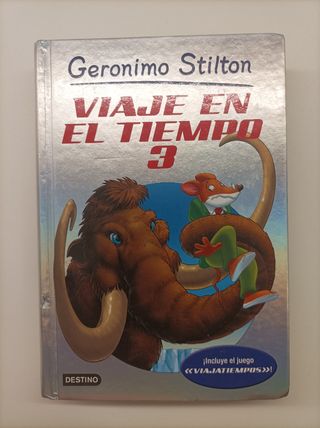 Geronimo Stilton
VIAJE EN
EL TIEMPO
3
¡Incluye el juego
«VIAJATIEMPOS»!
DESTINO